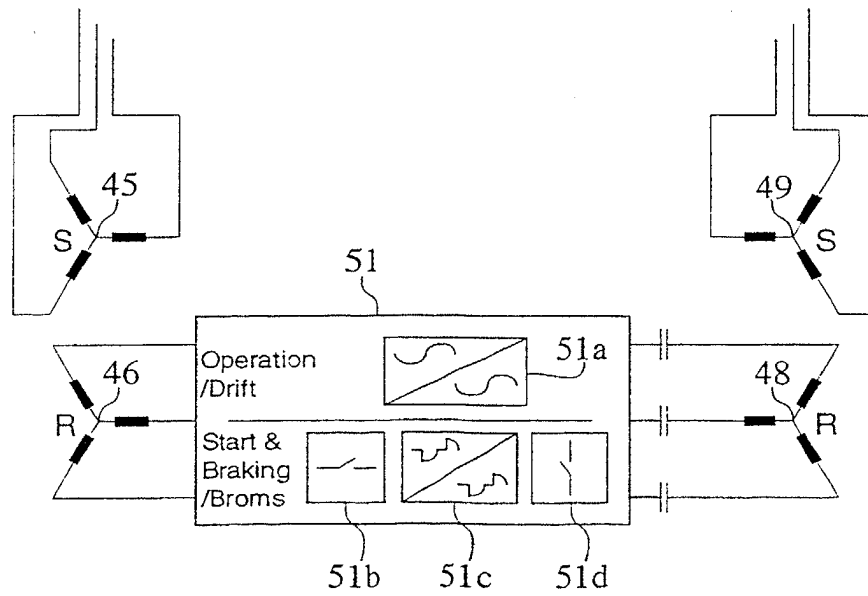 45
49
S
S
51
Operation
/Drift
51a
46
48
R
R
Start &
Braking
/Broms
51b
51c
51d